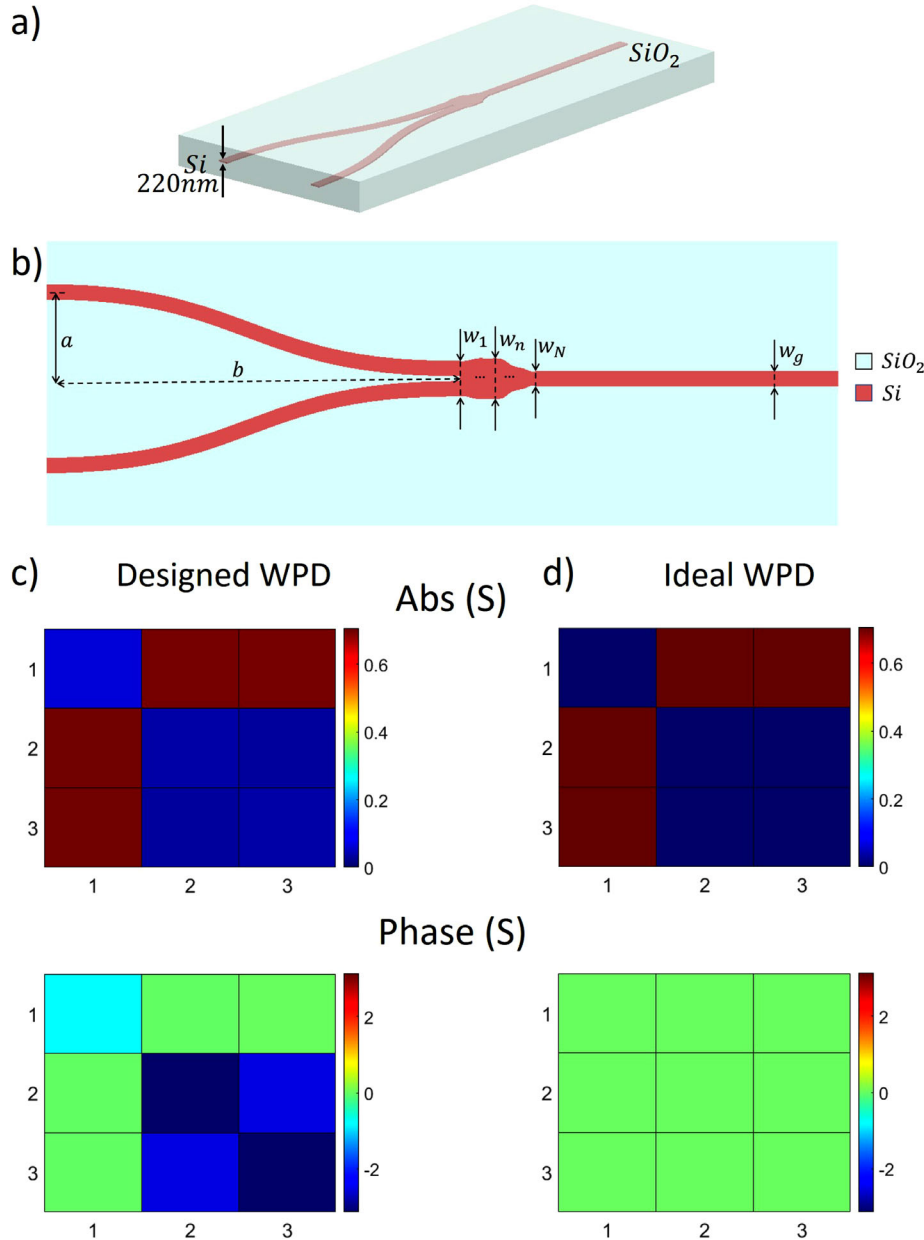 a)
SiO₂
Si
220nm
b)
a
b
w₁
wₙ
w_N
w_g
SiO₂
Si
c)
Designed WPD
d)
Ideal WPD
Abs (S)
1
2
3
1 2 3
0.6
0.4
0.2
0
1
2
3
1 2 3
0.6
0.4
0.2
0
Phase (S)
1
2
3
1 2 3
2
0
-2
1
2
3
1 2 3
2
0
-2